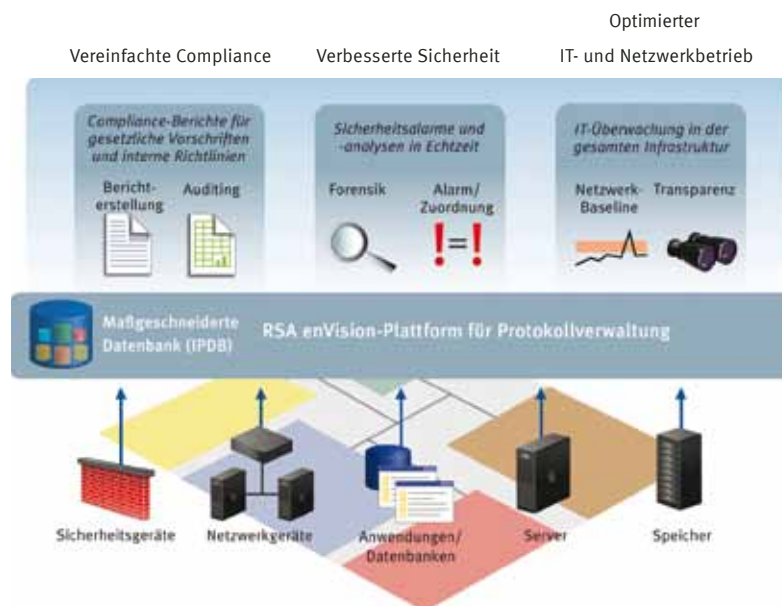 Vereinfachte Compliance
Verbesserte Sicherheit
Optimierter
IT- und Netzwerkbetrieb
Compliance-Berichte für
gesetzliche Vorschriften
und interne Richtlinien
Bericht-
erstellung
Auditing
Sicherheitsalarme und
-analysen in Echtzeit
Forensik
Alarm/
Zuordnung
!=!
IT-Überwachung in der
gesamten Infrastruktur
Netzwerk-
Baseline
Transparenz
Maßgeschneiderte
Datenbank (IPDB)
RSA enVision-Plattform für Protokollverwaltung
Sicherheitsgeräte
Netzwerkgeräte
Anwendungen/
Datenbanken
Server
Speicher